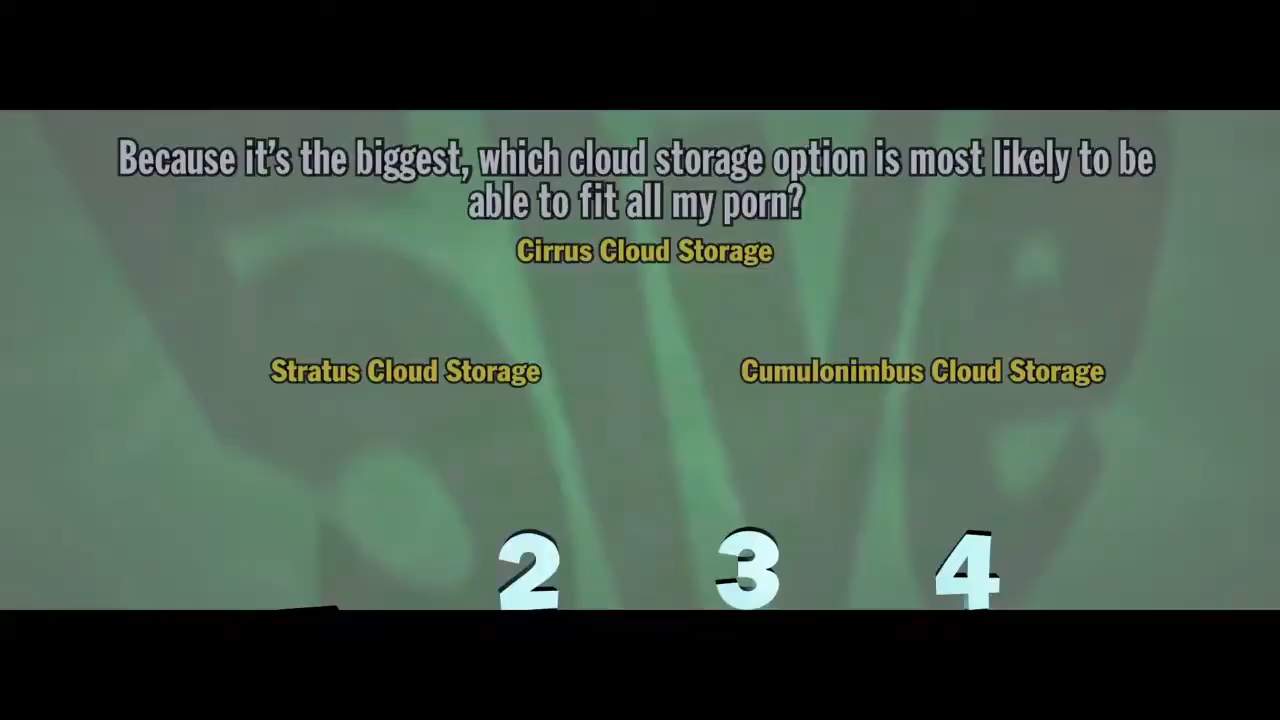 Because it's the biggest, which cloud storage option is most likely to be
able to fit all my porn?
Cirrus Cloud Storage
Stratus Cloud Storage
Cumulonimbus Cloud Storage
2
3
4